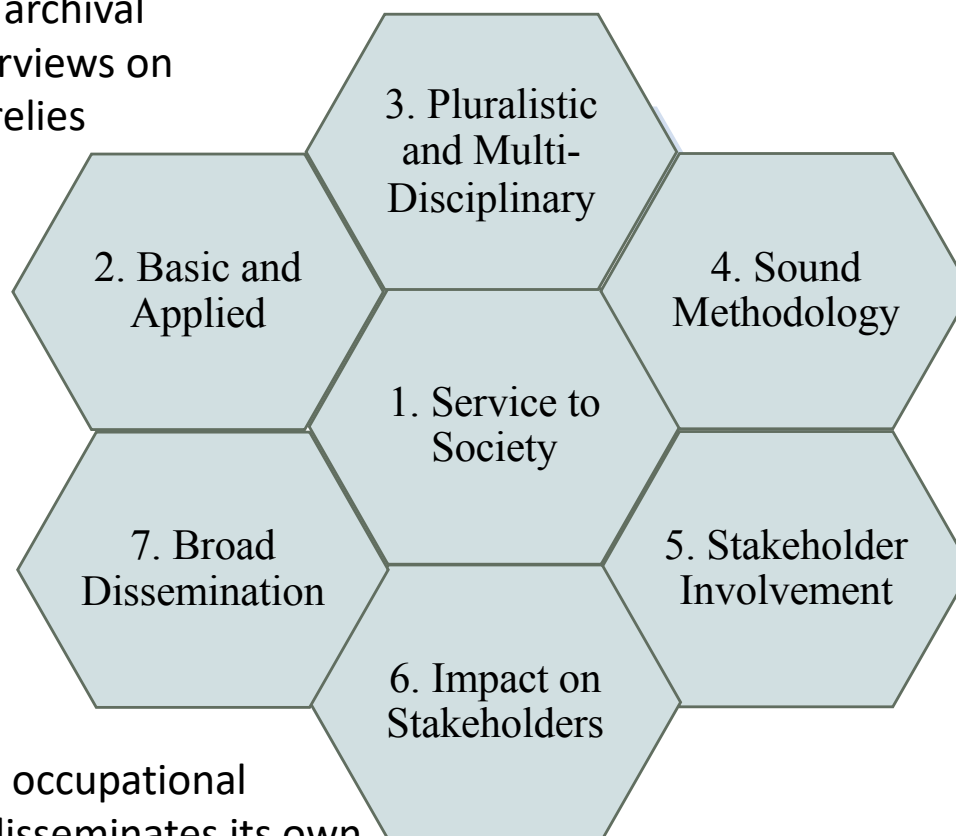 archival
rviews on
relies
3. Pluralistic
and Multi-
Disciplinary
2. Basic and
Applied
4. Sound
Methodology
1. Service to
Society
7. Broad
Dissemination
5. Stakeholder
Involvement
6. Impact on
Stakeholders
occupational
disseminates its own